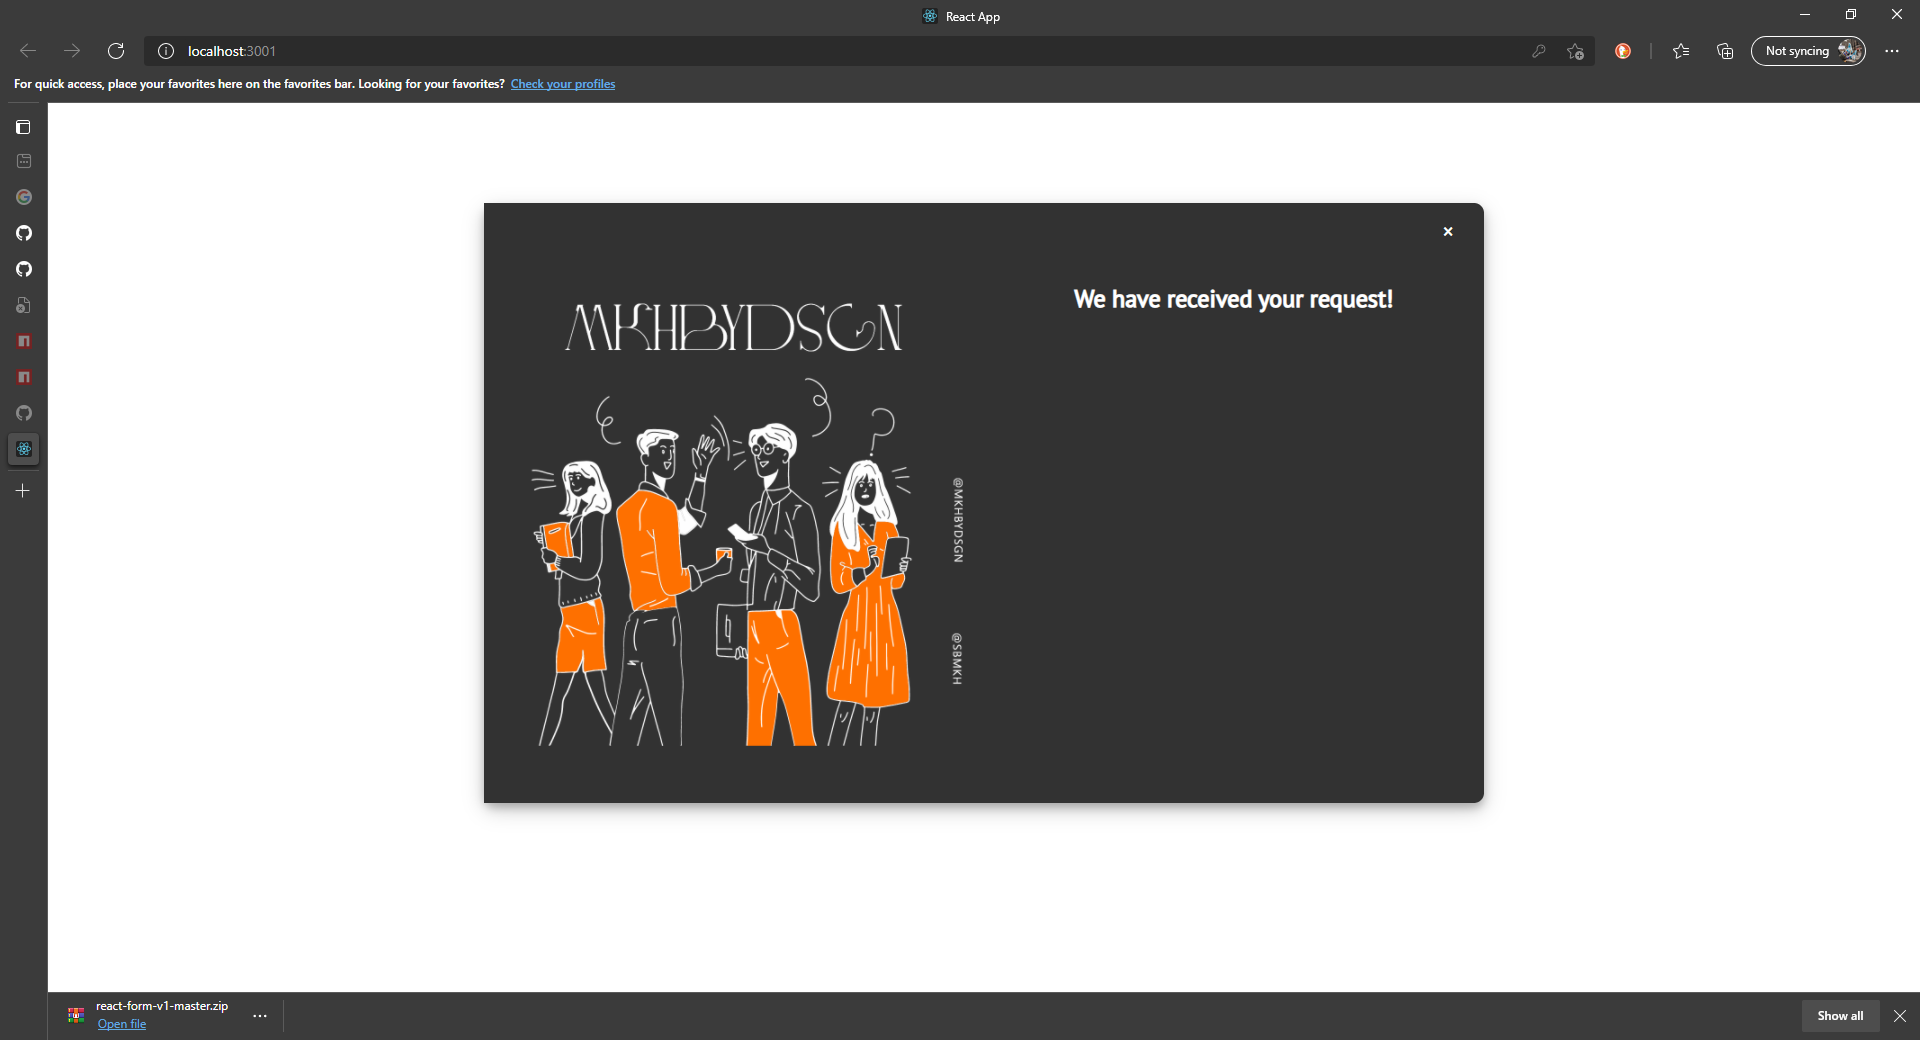 React App
localhost:3001
Not syncing
For quick access, place your favorites here on the favorites bar. Looking for your favorites? Check your profiles
×
We have received your request!
MKHBYDSGN
@MKHBYDSGN
@SBMKH
react-form-v1-master.zip
Open file
Show all